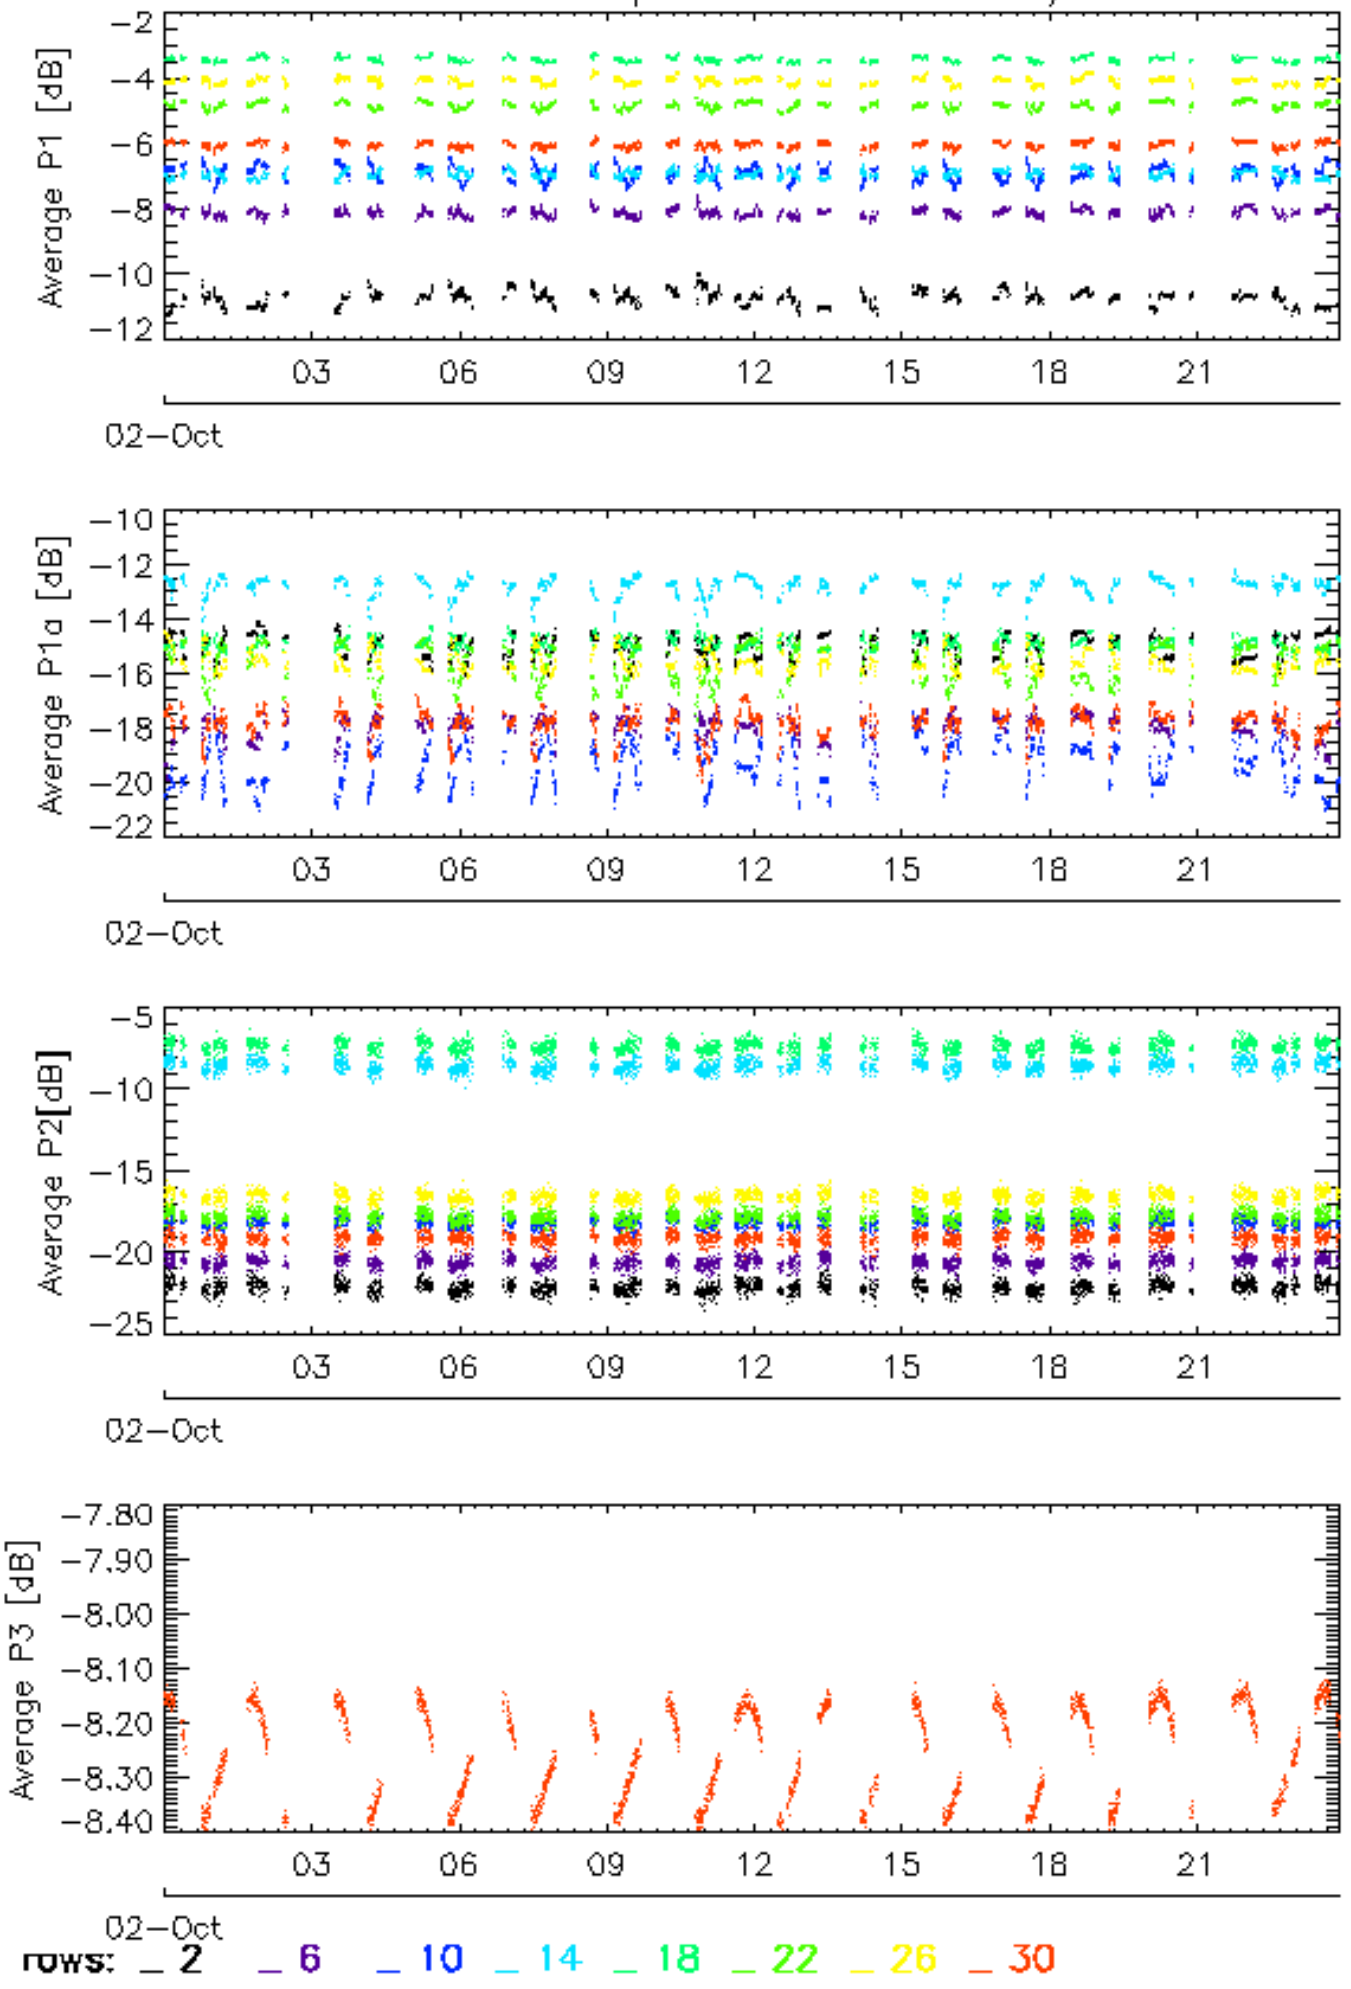 Average P1 [dB]
-2
-4
-6
-8
-10
-12
03 06 09 12 15 18 21
02-Oct
Average P1a [dB]
-10
-12
-14
-16
-18
-20
-22
03 06 09 12 15 18 21
02-Oct
Average P2[dB]
-5
-10
-15
-20
-25
03 06 09 12 15 18 21
02-Oct
Average P3 [dB]
-7.80
-7.90
-8.00
-8.10
-8.20
-8.30
-8.40
03 06 09 12 15 18 21
02-Oct
rows: _ 2 _ 6 _ 10 _ 14 _ 18 _ 22 _ 26 _ 30